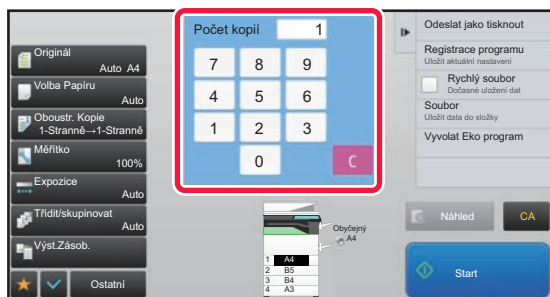 Originál
Auto A4
Volba Papíru
Auto
Oboustr. Kopie
1-Stranně→1-Stranně
Měřítko
100%
Expozice
Auto
Třídit/skupinovat
Auto
Výst.Zásob.
Ostatní
Počet kopií 1
7 8 9
4 5 6
1 2 3
0 C
Obyčejný
A4
1 A4
2 B5
3 B4
4 A3
Odeslat jako tisknout
Registrace programu
Uložit aktuální nastavení
Rychlý soubor
Dočasné uložení dat
Soubor
Uložit data do složky
Vyvolat Eko program
Náhled
CA
Start